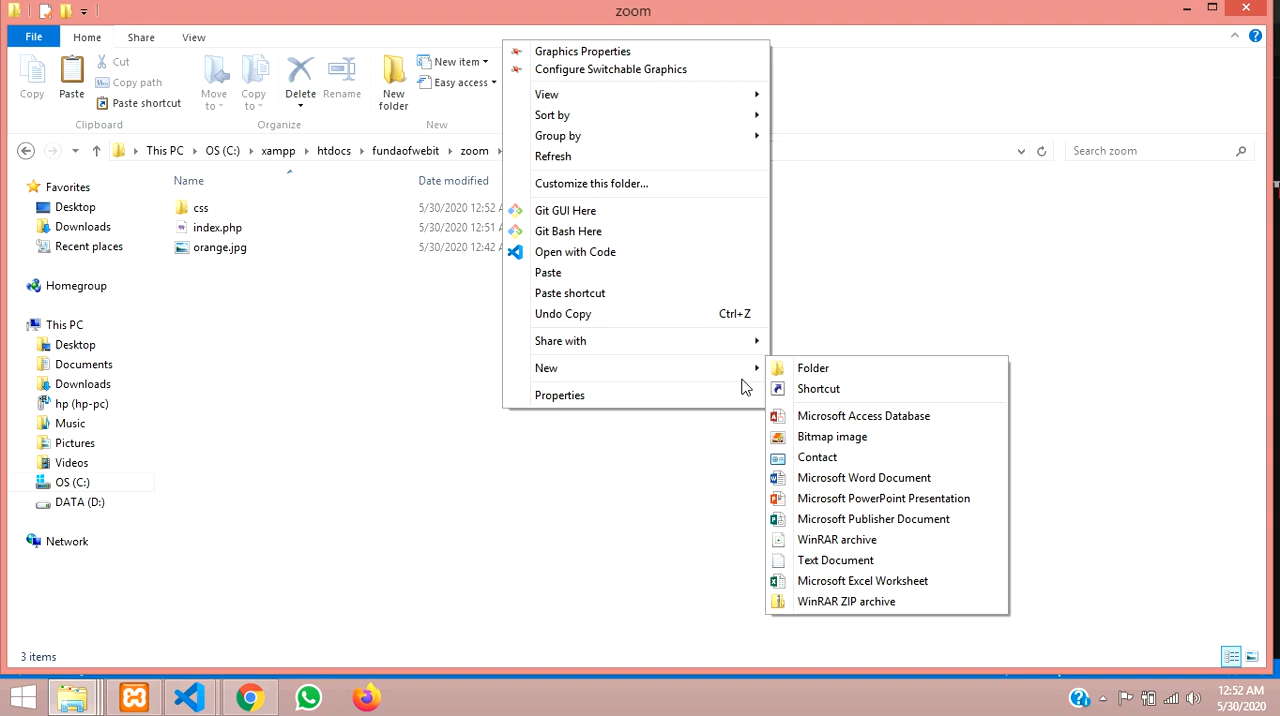 zoom
File Home Share View
Copy Paste Cut Copy path Paste shortcut
Move to Copy to Delete Rename
New folder New item Easy access
Clipboard Organize New
This PC OS (C:) xampp htdocs fundaofwebit zoom
Search zoom
Favorites
Desktop
Downloads
Recent places
Homegroup
This PC
Desktop
Documents
Downloads
hp (hp-pc)
Music
Pictures
Videos
OS (C:)
DATA (D:)
Network
Name Date modified
css 5/30/2020 12:52
index.php 5/30/2020 12:51
orange.jpg 5/30/2020 12:42
Graphics Properties
Configure Switchable Graphics
View
Sort by
Group by
Refresh
Customize this folder...
Git GUI Here
Git Bash Here
Open with Code
Paste
Paste shortcut
Undo Copy Ctrl+Z
Share with
New
Properties
Folder
Shortcut
Microsoft Access Database
Bitmap image
Contact
Microsoft Word Document
Microsoft PowerPoint Presentation
Microsoft Publisher Document
WinRAR archive
Text Document
Microsoft Excel Worksheet
WinRAR ZIP archive
3 items
12:52 AM
5/30/2020